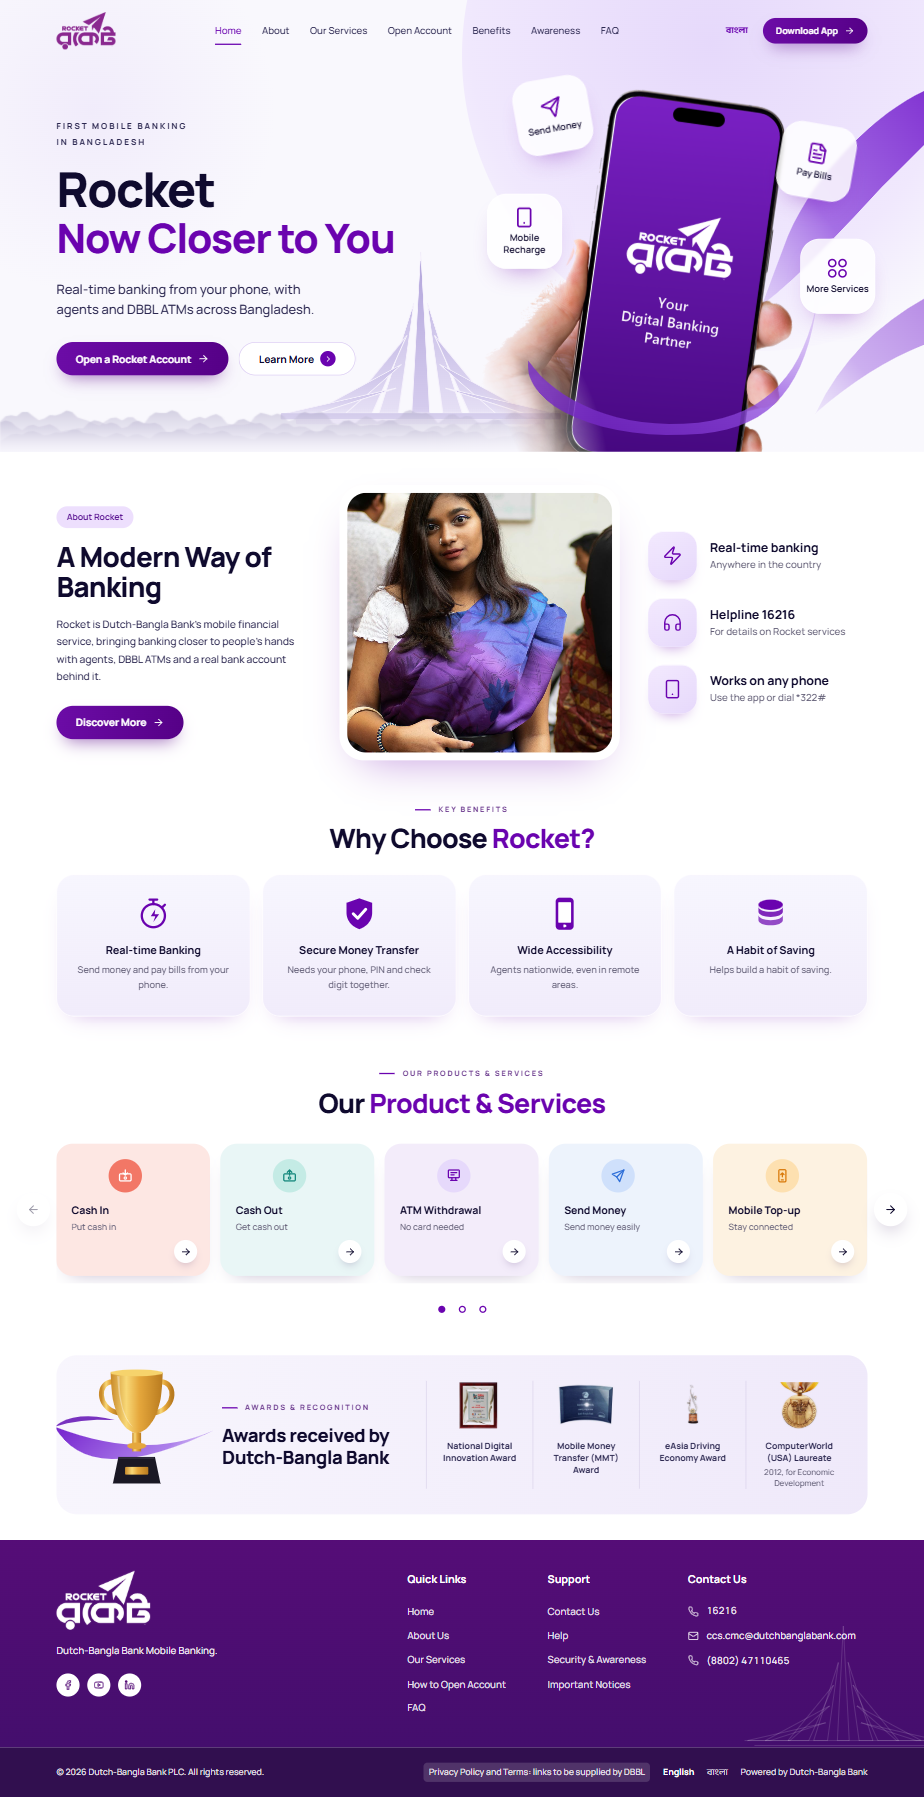 ROCKET
রকেট
Home About Our Services Open Account Benefits Awareness FAQ
বাংলা
Download App
FIRST MOBILE BANKING
IN BANGLADESH
Rocket
Now Closer to You
Real-time banking from your phone, with
agents and DBBL ATMs across Bangladesh.
Open a Rocket Account
Learn More
Send Money
Pay Bills
Mobile
Recharge
More Services
ROCKET
রকেট
Your
Digital Banking
Partner
About Rocket
A Modern Way of
Banking
Rocket is Dutch-Bangla Bank's mobile financial
service, bringing banking closer to people's hands
with agents, DBBL ATMs and a real bank account
behind it.
Discover More
Real-time banking
Anywhere in the country
Helpline 16216
For details on Rocket services
Works on any phone
Use the app or dial *322#
KEY BENEFITS
Why Choose Rocket?
Real-time Banking
Send money and pay bills from your
phone.
Secure Money Transfer
Needs your phone, PIN and check
digit together.
Wide Accessibility
Agents nationwide, even in remote
areas.
A Habit of Saving
Helps build a habit of saving.
OUR PRODUCTS & SERVICES
Our Product & Services
Cash In
Put cash in
Cash Out
Get cash out
ATM Withdrawal
No card needed
Send Money
Send money easily
Mobile Top-up
Stay connected
AWARDS & RECOGNITION
Awards received by
Dutch-Bangla Bank
National Digital
Innovation Award
Mobile Money
Transfer (MMT)
Award
eAsia Driving
Economy Award
ComputerWorld
(USA) Laureate
2012, for Economic
Development
ROCKET
রকেট
Dutch-Bangla Bank Mobile Banking.
Quick Links
Home
About Us
Our Services
How to Open Account
FAQ
Support
Contact Us
Help
Security & Awareness
Important Notices
Contact Us
16216
ccs.cmc@dutchbanglabank.com
(8802) 47110465
© 2026 Dutch-Bangla Bank PLC. All rights reserved.
Privacy Policy and Terms: links to be supplied by DBBL
English
বাংলা
Powered by Dutch-Bangla Bank